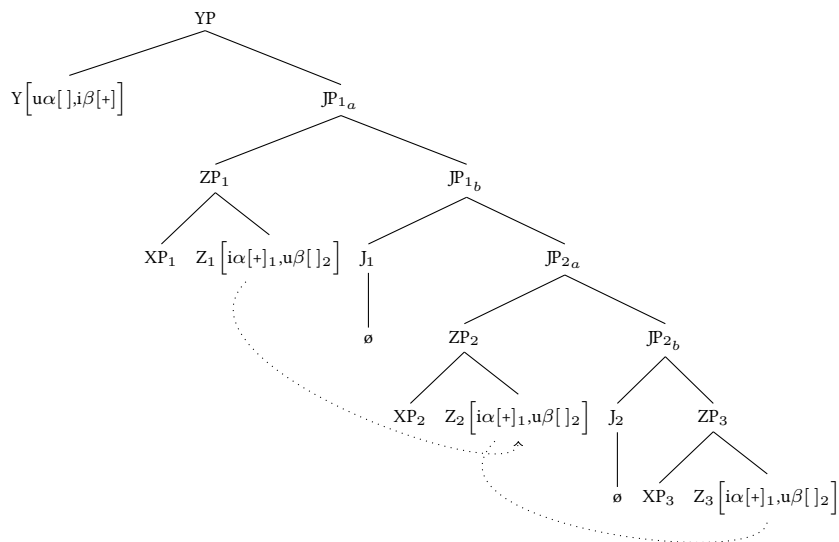 YP
Y[uα[ ],iβ[+]] JP₁ₐ
ZP₁ JP₁b
XP₁ Z₁[iα[+]₁,uβ[ ]₂] J₁ JP₂ₐ
ø ZP₂ JP₂b
XP₂ Z₂[iα[+]₁,uβ[ ]₂] J₂ ZP₃
ø XP₃ Z₃[iα[+]₁,uβ[ ]₂]